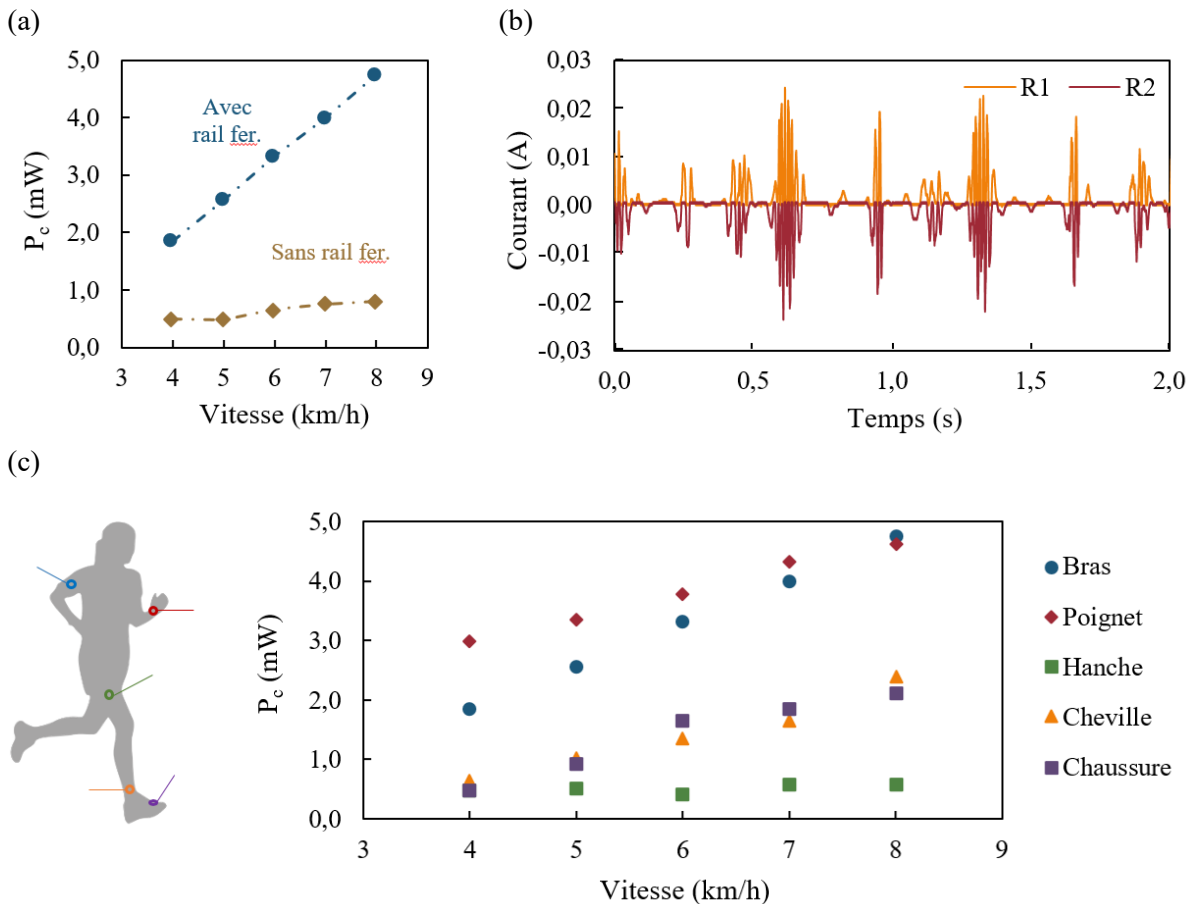 (a)
5,0
4,0
3,0
2,0
1,0
0,0
P_c (mW)
Avec
rail fer.
Sans rail fer.
3 4 5 6 7 8 9
Vitesse (km/h)
(b)
0,03
0,02
0,01
0,00
-0,01
-0,02
-0,03
Courant (A)
R1 R2
0,0 0,5 1,0 1,5 2,0
Temps (s)
(c)
5,0
4,0
3,0
2,0
1,0
0,0
P_c (mW)
3 4 5 6 7 8 9
Vitesse (km/h)
Bras
Poignet
Hanche
Cheville
Chaussure